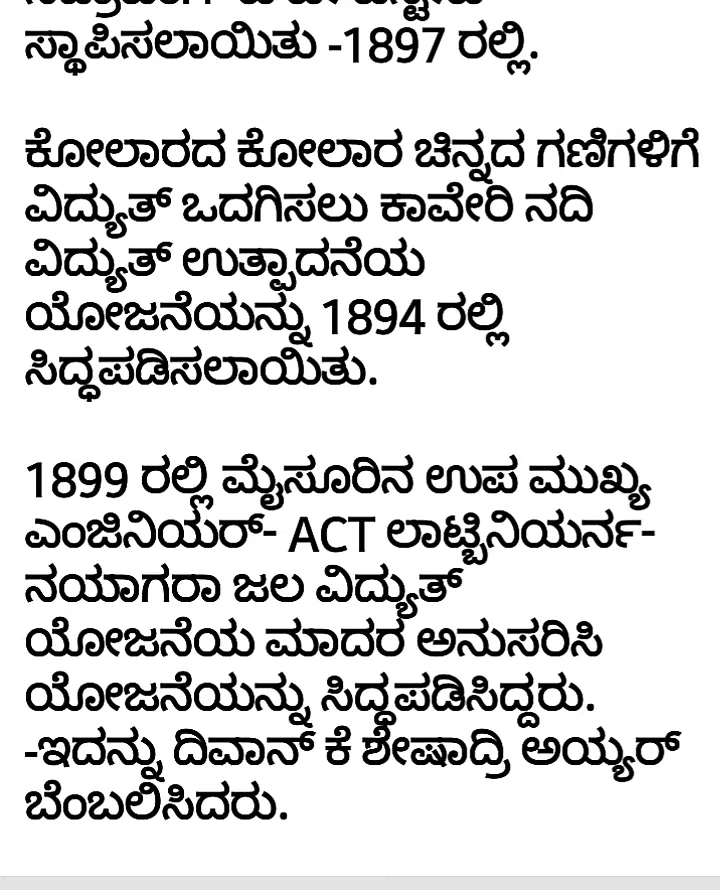 ಸ್ಥಾಪಿಸಲಾಯಿತು -1897 ರಲ್ಲಿ.
ಕೋಲಾರದ ಕೋಲಾರ ಚಿನ್ನದ ಗಣಿಗಳಿಗೆ
ವಿದ್ಯುತ್ ಒದಗಿಸಲು ಕಾವೇರಿ ನದಿ
ವಿದ್ಯುತ್ ಉತ್ಪಾದನೆಯ
ಯೋಜನೆಯನ್ನು 1894 ರಲ್ಲಿ
ಸಿದ್ಧಪಡಿಸಲಾಯಿತು.
1899 ರಲ್ಲಿ ಮೈಸೂರಿನ ಉಪ ಮುಖ್ಯ
ಎಂಜಿನಿಯರ್- ACT ಲಾಟ್ಬಿನಿಯರ್ನ-
ನಯಾಗರಾ ಜಲ ವಿದ್ಯುತ್
ಯೋಜನೆಯ ಮಾದರಿ ಅನುಸರಿಸಿ
ಯೋಜನೆಯನ್ನು ಸಿದ್ಧಪಡಿಸಿದ್ದರು.
-ಇದನ್ನು ದಿವಾನ್ ಕೆ ಶೇಷಾದ್ರಿ ಅಯ್ಯರ್
ಬೆಂಬಲಿಸಿದರು.